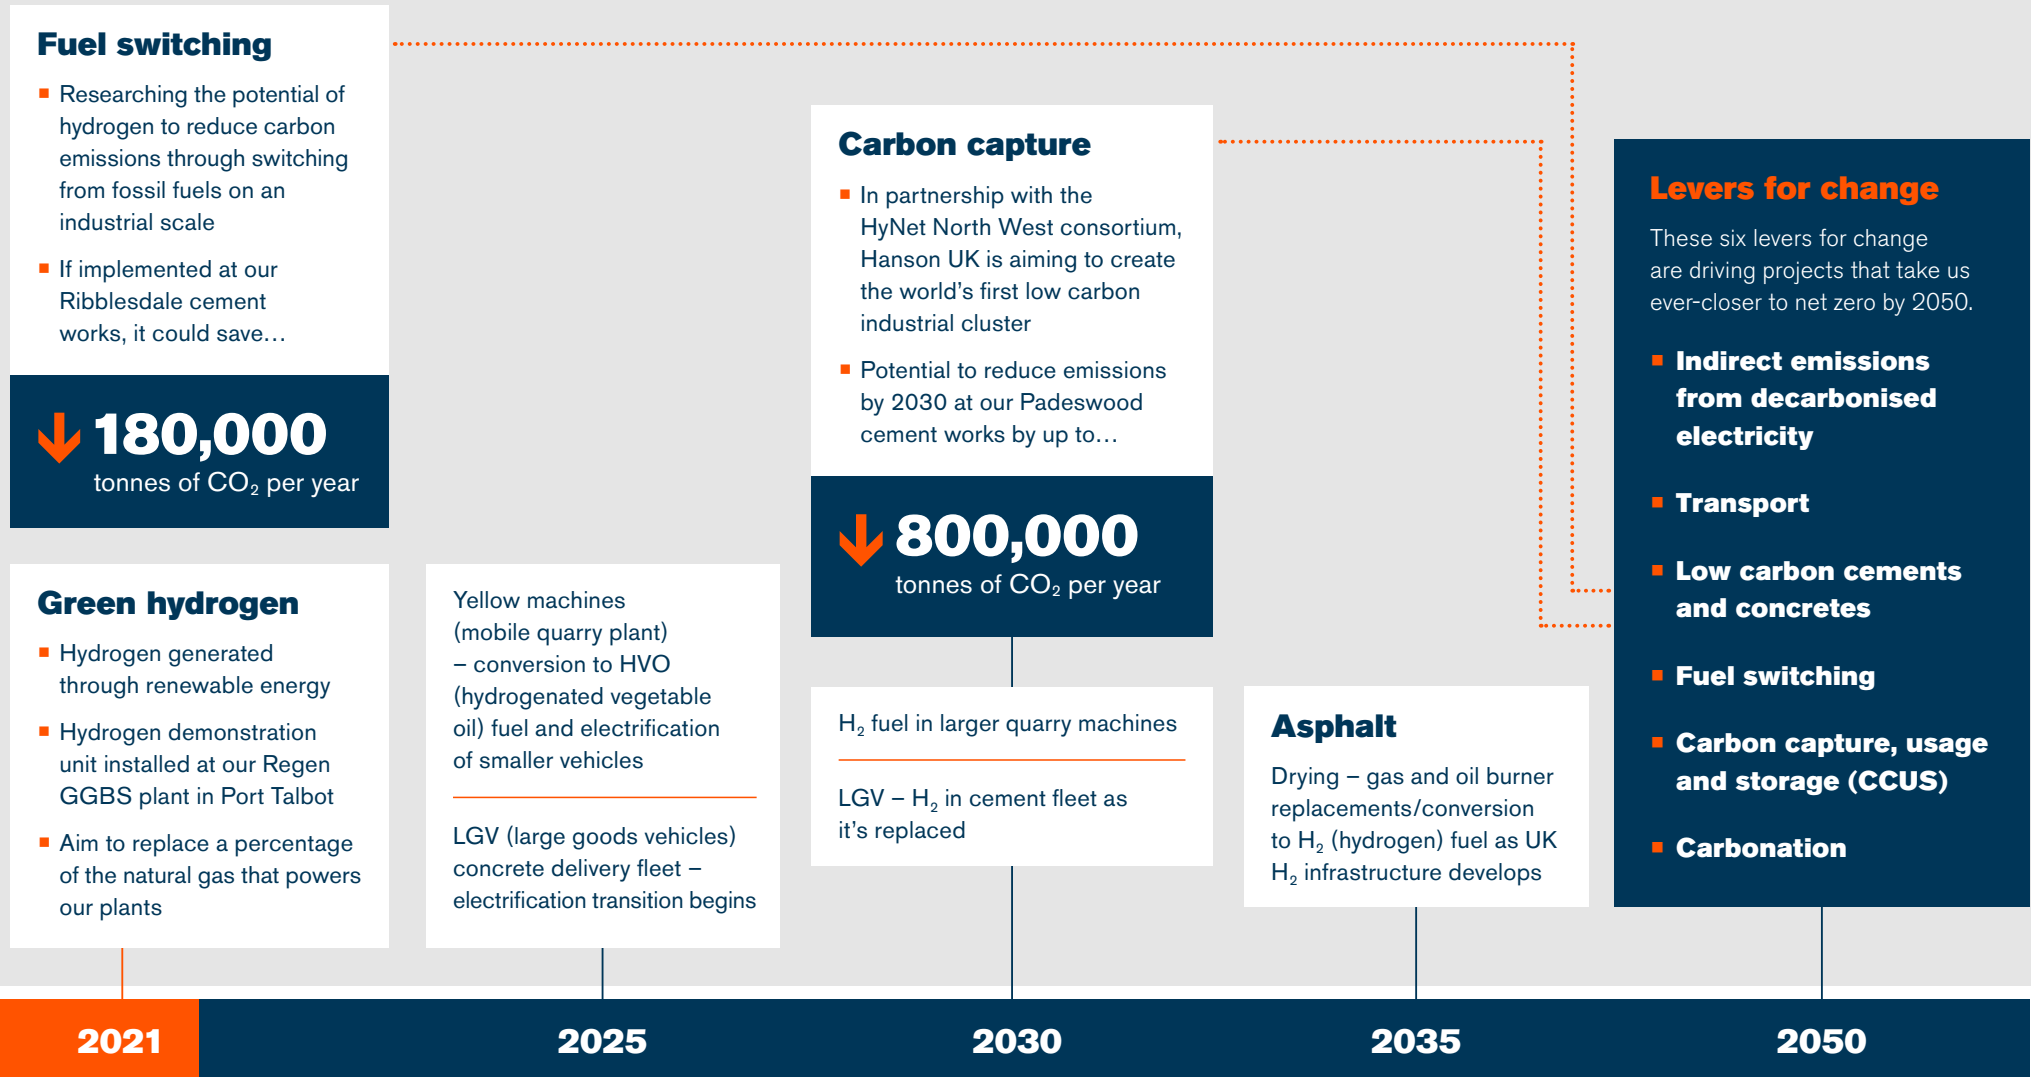 Fuel switching
Researching the potential of
hydrogen to reduce carbon
emissions through switching
from fossil fuels on an
industrial scale
If implemented at our
Ribblesdale cement
works, it could save…
180,000
tonnes of CO₂ per year
Green hydrogen
Hydrogen generated
through renewable energy
Hydrogen demonstration
unit installed at our Regen
GGBS plant in Port Talbot
Aim to replace a percentage
of the natural gas that powers
our plants
Yellow machines
(mobile quarry plant)
– conversion to HVO
(hydrogenated vegetable
oil) fuel and electrification
of smaller vehicles
LGV (large goods vehicles)
concrete delivery fleet –
electrification transition begins
Carbon capture
In partnership with the
HyNet North West consortium,
Hanson UK is aiming to create
the world’s first low carbon
industrial cluster
Potential to reduce emissions
by 2030 at our Padeswood
cement works by up to…
800,000
tonnes of CO₂ per year
H₂ fuel in larger quarry machines
LGV – H₂ in cement fleet as
it’s replaced
Asphalt
Drying – gas and oil burner
replacements/conversion
to H₂ (hydrogen) fuel as UK
H₂ infrastructure develops
Levers for change
These six levers for change
are driving projects that take us
ever-closer to net zero by 2050.
Indirect emissions
from decarbonised
electricity
Transport
Low carbon cements
and concretes
Fuel switching
Carbon capture, usage
and storage (CCUS)
Carbonation
2021
2025
2030
2035
2050